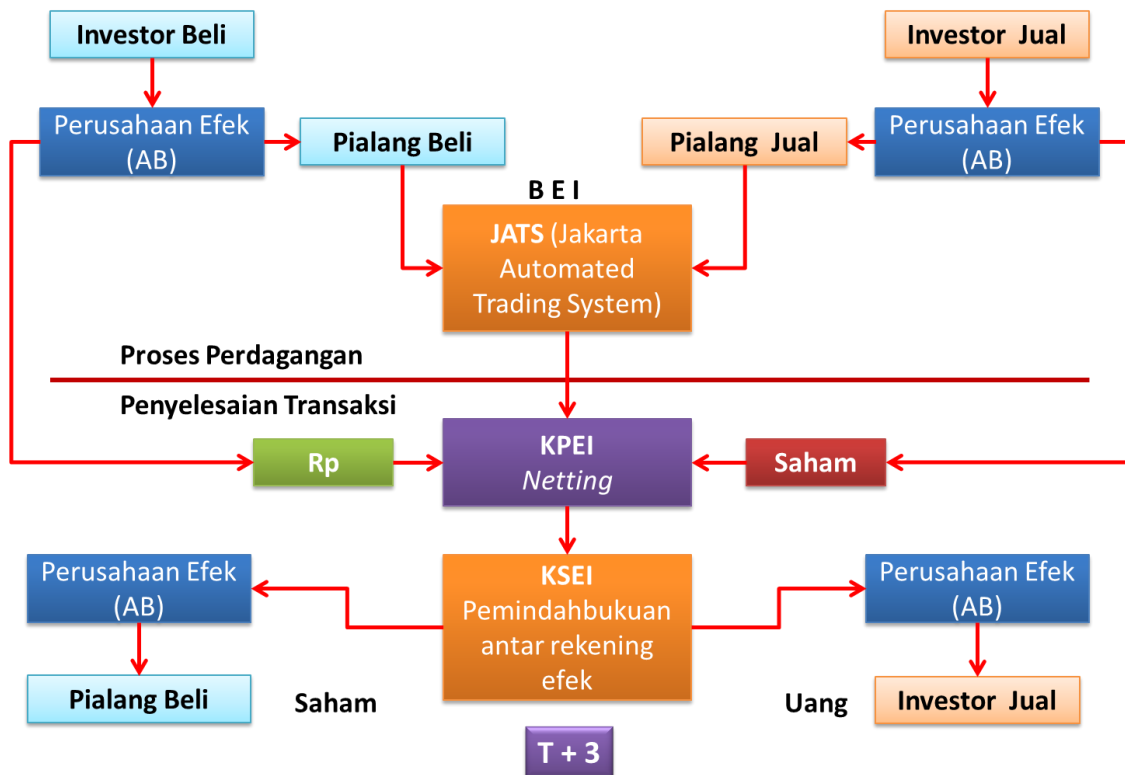 Investor Beli
Investor Jual
Perusahaan Efek
(AB)
Pialang Beli
Pialang Jual
Perusahaan Efek
(AB)
B E I
JATS (Jakarta
Automated
Trading System)
Proses Perdagangan
Penyelesaian Transaksi
Rp
KPEI
Netting
Saham
Perusahaan Efek
(AB)
KSEI
Pemindahbukuan
antar rekening
efek
Perusahaan Efek
(AB)
Pialang Beli
Saham
Uang
Investor Jual
T + 3